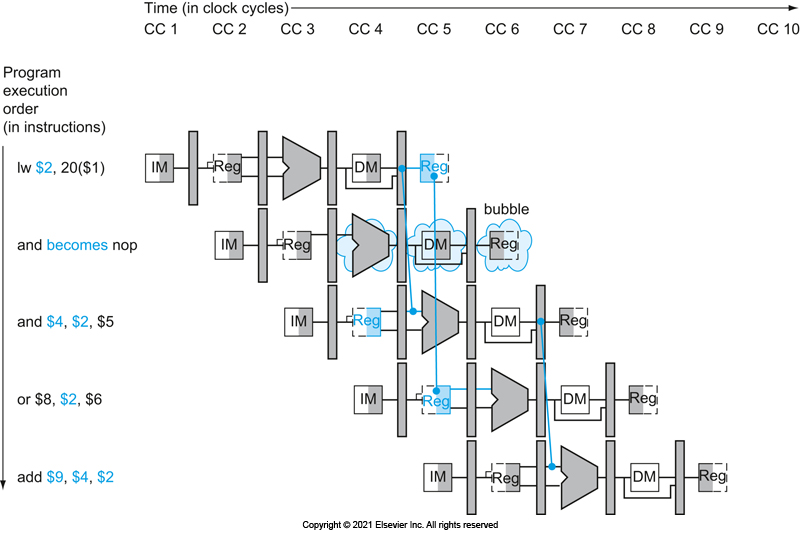 Time (in clock cycles)
CC 1 CC 2 CC 3 CC 4 CC 5 CC 6 CC 7 CC 8 CC 9 CC 10
Program
execution
order
(in instructions)
lw $2, 20($1)
IM Reg DM Reg
bubble
and becomes nop
IM Reg DM Reg
and $4, $2, $5
IM Reg DM Reg
or $8, $2, $6
IM Reg DM Reg
add $9, $4, $2
IM Reg DM Reg
Copyright © 2021 Elsevier Inc. All rights reserved